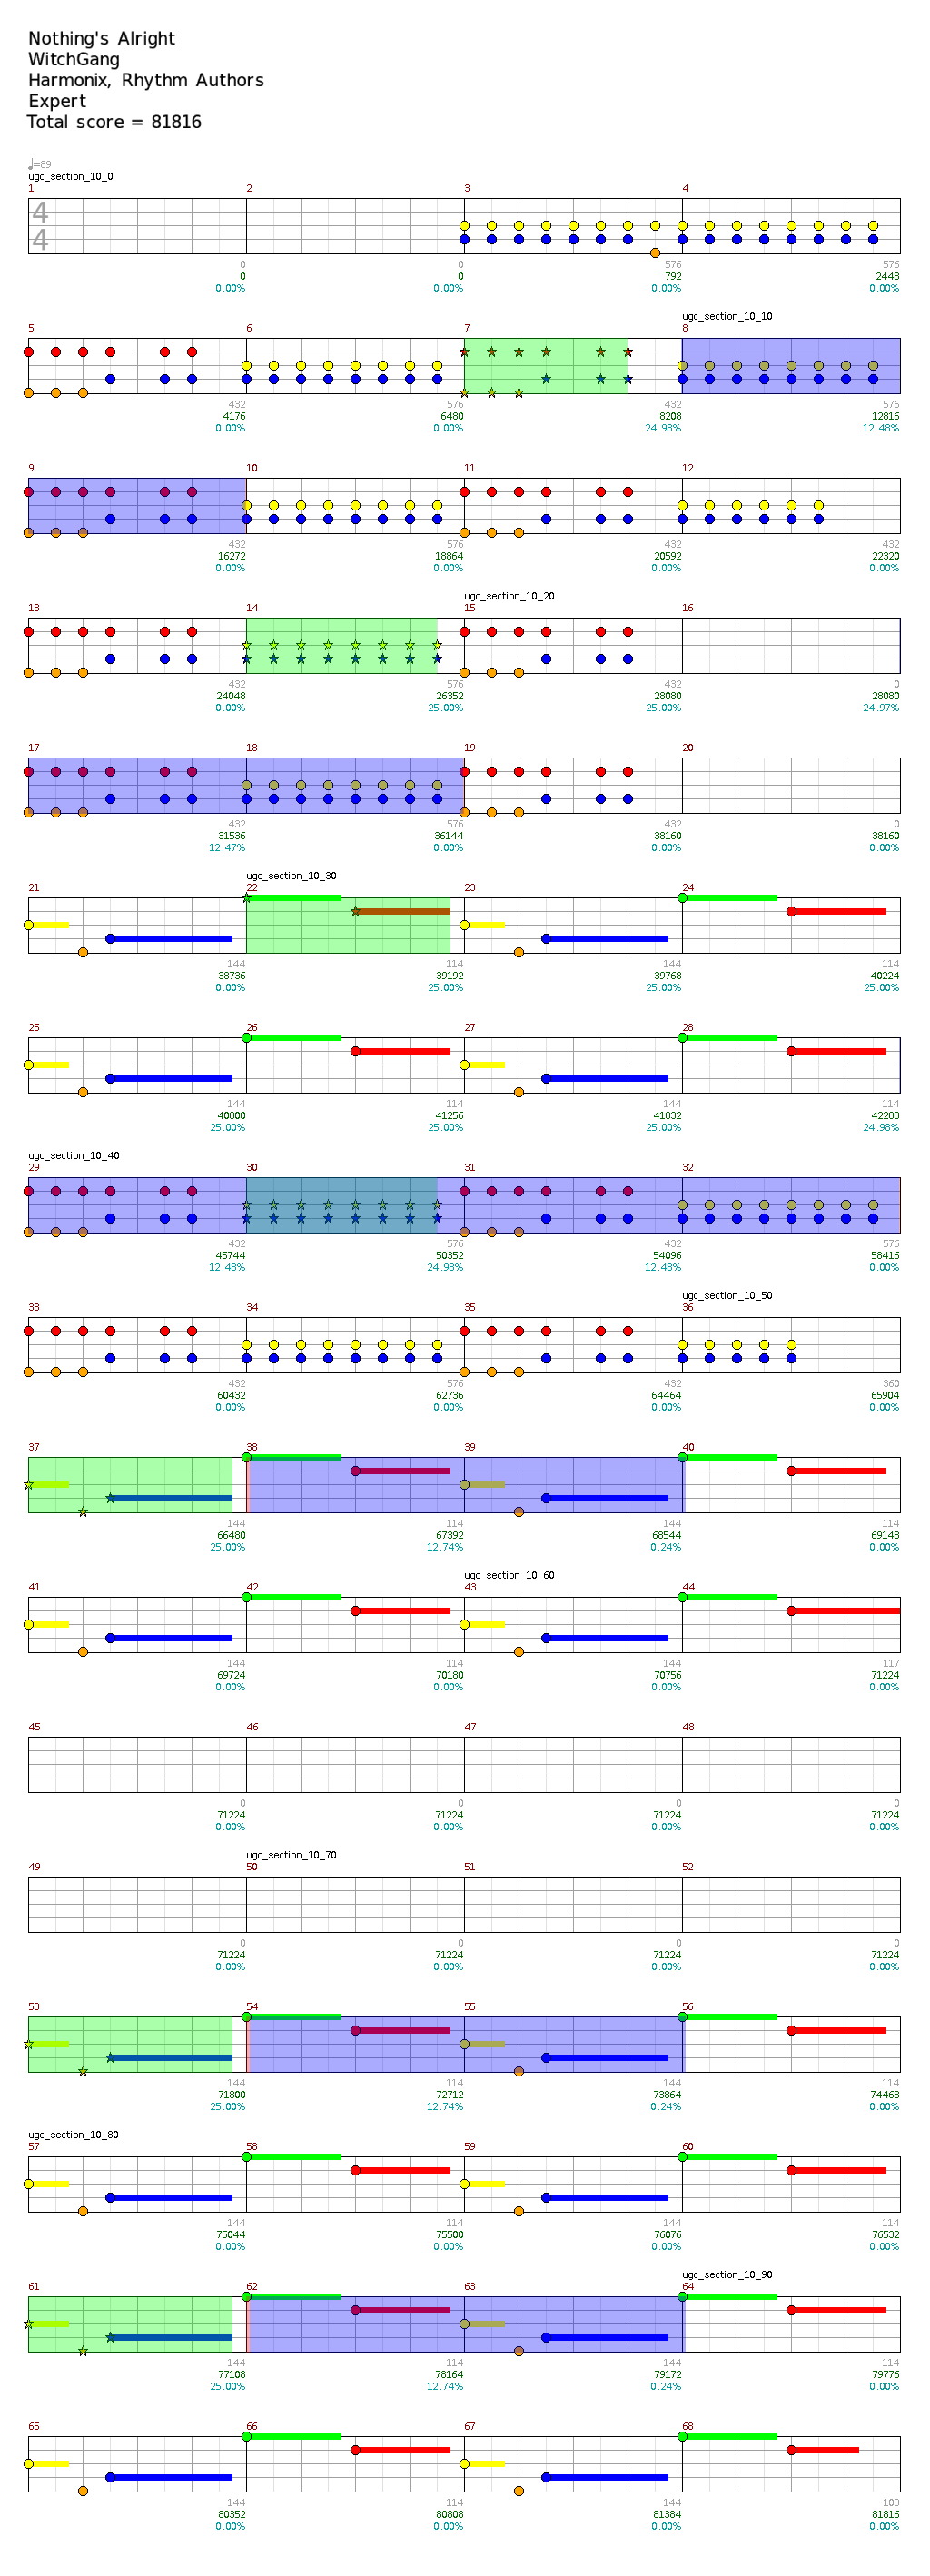 Nothing's Alright
WitchGang
Harmonix, Rhythm Authors
Expert
Total score = 81816
♩=89
ugc_section_10_0
1 2 3 4
4
4
0 0 576 576
0 0 792 2448
0.00% 0.00% 0.00% 0.00%
ugc_section_10_10
5 6 7 8
432 576 432 576
4176 6480 8208 12816
0.00% 0.00% 24.98% 12.48%
9 10 11 12
432 576 432 432
16272 18864 20592 22320
0.00% 0.00% 0.00% 0.00%
ugc_section_10_20
13 14 15 16
432 576 432 0
24048 26352 28080 28080
0.00% 25.00% 25.00% 24.97%
17 18 19 20
432 576 432 0
31536 36144 38160 38160
12.47% 0.00% 0.00% 0.00%
ugc_section_10_30
21 22 23 24
144 114 144 114
38736 39192 39768 40224
0.00% 25.00% 25.00% 25.00%
25 26 27 28
144 114 144 114
40800 41256 41832 42288
25.00% 25.00% 25.00% 24.98%
ugc_section_10_40
29 30 31 32
432 576 432 576
45744 50352 54096 58416
12.48% 24.98% 12.48% 0.00%
ugc_section_10_50
33 34 35 36
432 576 432 360
60432 62736 64464 65904
0.00% 0.00% 0.00% 0.00%
37 38 39 40
144 114 144 114
66480 67392 68544 69148
25.00% 12.74% 0.24% 0.00%
ugc_section_10_60
41 42 43 44
144 114 144 117
69724 70180 70756 71224
0.00% 0.00% 0.00% 0.00%
45 46 47 48
0 0 0 0
71224 71224 71224 71224
0.00% 0.00% 0.00% 0.00%
ugc_section_10_70
49 50 51 52
0 0 0 0
71224 71224 71224 71224
0.00% 0.00% 0.00% 0.00%
53 54 55 56
144 114 144 114
71800 72712 73864 74468
25.00% 12.74% 0.24% 0.00%
ugc_section_10_80
57 58 59 60
144 114 144 114
75044 75500 76076 76532
0.00% 0.00% 0.00% 0.00%
ugc_section_10_90
61 62 63 64
144 114 144 114
77108 78164 79172 79776
25.00% 12.74% 0.24% 0.00%
65 66 67 68
144 114 144 108
80352 80808 81384 81816
0.00% 0.00% 0.00% 0.00%